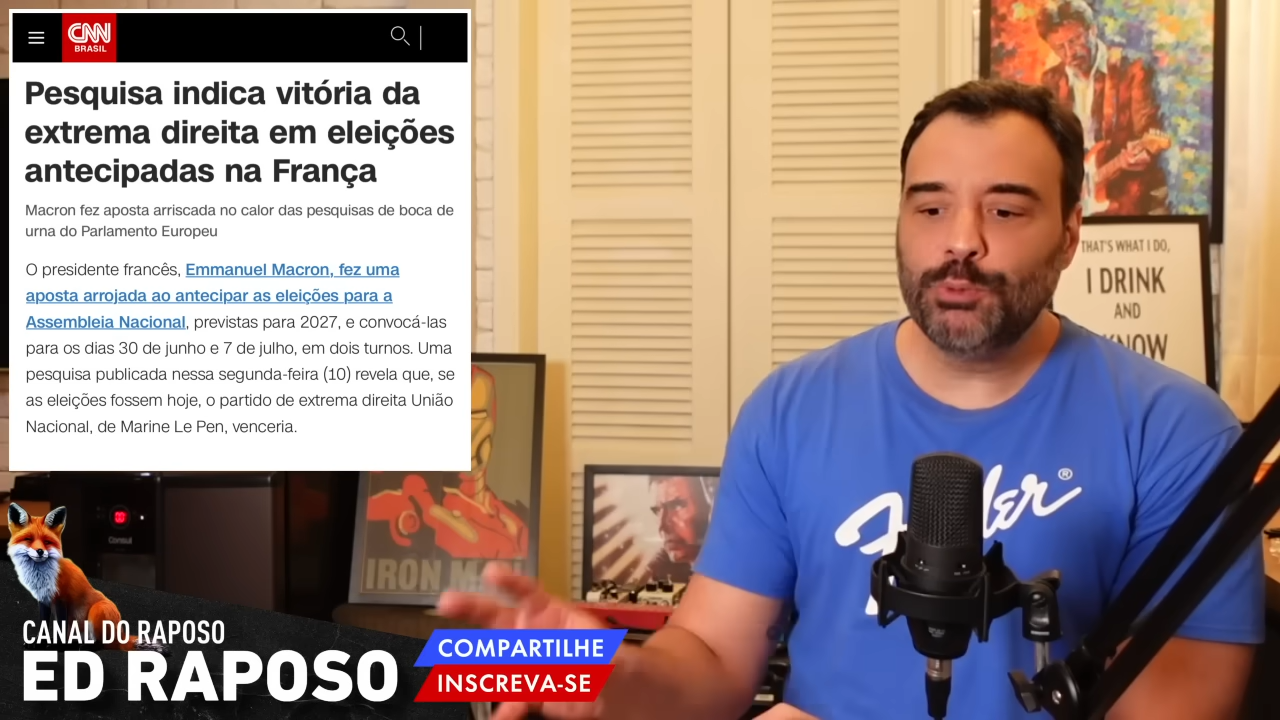 CNN
BRASIL
Pesquisa indica vitória da
extrema direita em eleições
antecipadas na França
Macron fez aposta arriscada no calor das pesquisas de boca de
urna do Parlamento Europeu
O presidente francês, Emmanuel Macron, fez uma
aposta arrojada ao antecipar as eleições para a
Assembleia Nacional, previstas para 2027, e convocá-las
para os dias 30 de junho e 7 de julho, em dois turnos. Uma
pesquisa publicada nessa segunda-feira (10) revela que, se
as eleições fossem hoje, o partido de extrema direita União
Nacional, de Marine Le Pen, venceria.
THAT'S WHAT I DO,
I DRINK
AND
KNOW
IRON MAN
Consul
CANAL DO RAPOSO
ED RAPOSO
COMPARTILHE
INSCREVA-SE